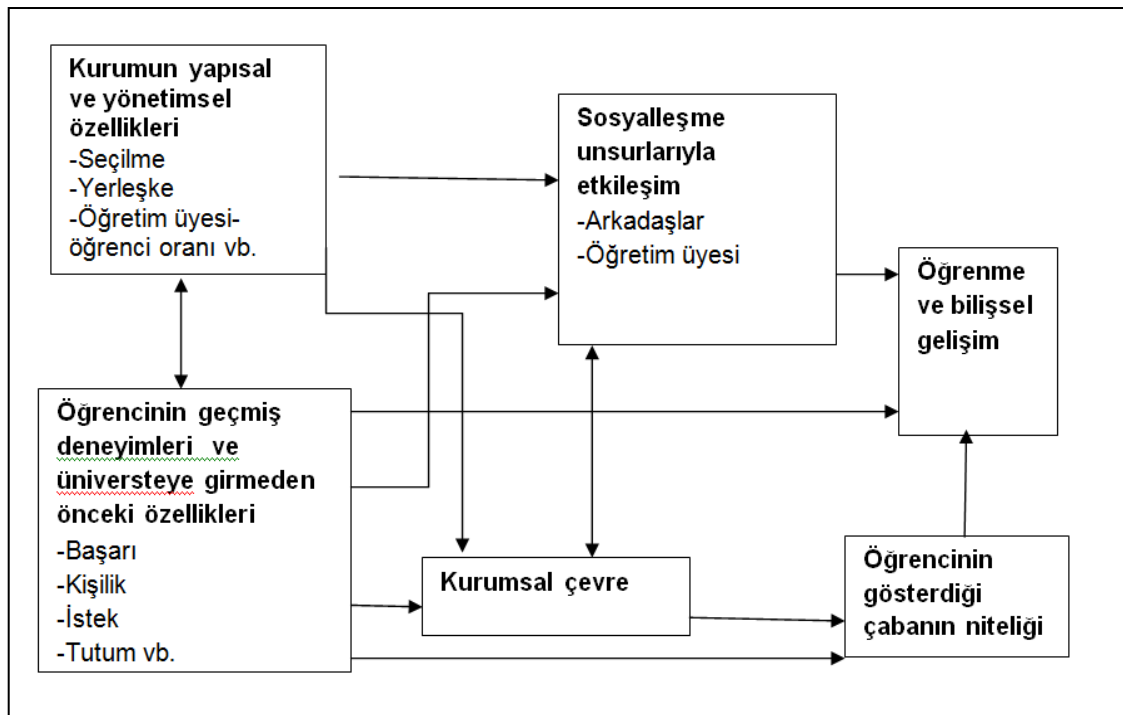 Kurumun yapısal
ve yönetimsel
özellikleri
-Seçilme
-Yerleşke
-Öğretim üyesi-
öğrenci oranı vb.
Sosyalleşme
unsurlarıyla
etkileşim
-Arkadaşlar
-Öğretim üyesi
Öğrenme
ve bilişsel
gelişim
Öğrencinin geçmiş
deneyimleri ve
üniversteye girmeden
önceki özellikleri
-Başarı
-Kişilik
-İstek
-Tutum vb.
Kurumsal çevre
Öğrencinin
gösterdiği
çabanın niteliği